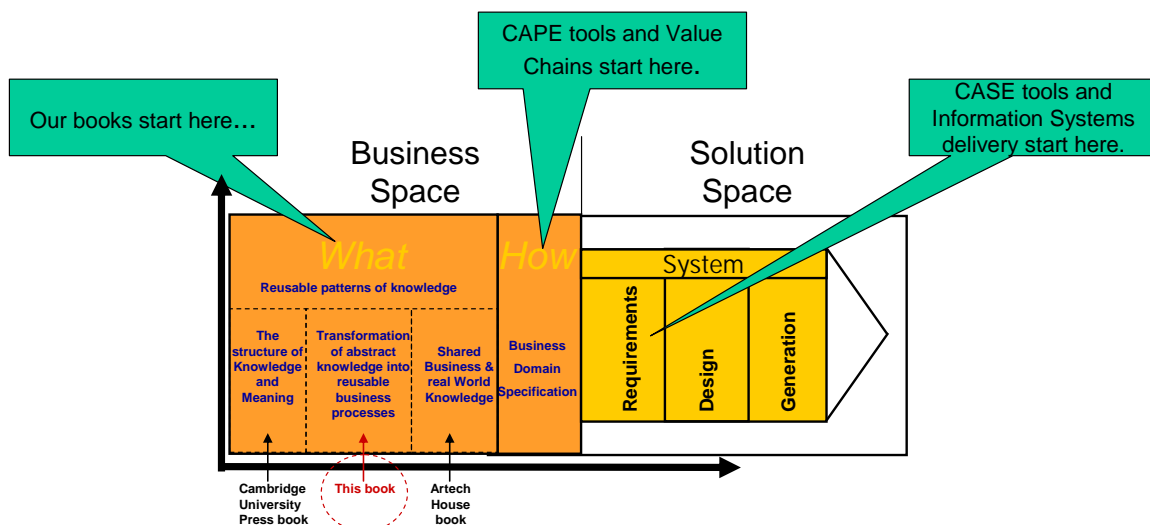 CAPE tools and Value
Chains start here.
Our books start here...
CASE tools and
Information Systems
delivery start here.
Business
Space
Solution
Space
What
How
System
Reusable patterns of knowledge
The
structure of
Knowledge
and
Meaning
Transformation
of abstract
knowledge into
reusable
business
processes
Shared
Business &
real World
Knowledge
Business
Domain
Specification
Requirements
Design
Generation
Cambridge
University
Press book
This book
Artech
House
book